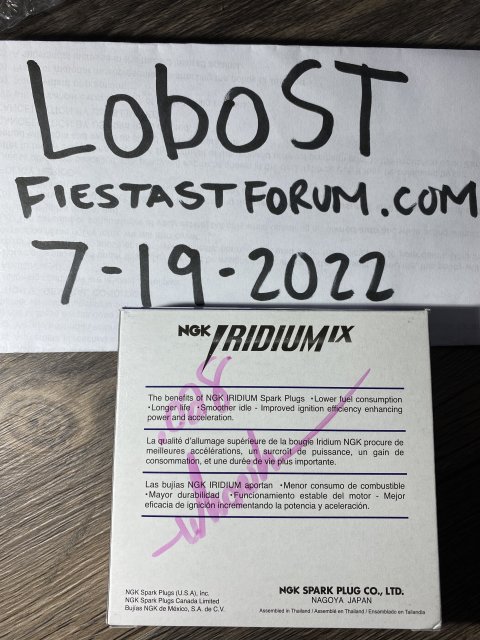 LoboST
FIESTASTFORUM.COM
7-19-2022
NGK IRIDIUM IX
The benefits of NGK IRIDIUM Spark Plugs •Lower fuel consumption
•Longer life •Smoother idle - Improved ignition efficiency enhancing
power and acceleration.
La qualité d'allumage supérieure de la bougie Iridium NGK procure de
meilleures accélérations, un surcroit de puissance, un gain de
consommation, et une durée de vie plus importante.
Las bujías NGK IRIDIUM aportan •Menor consumo de combustible
•Mayor durabilidad •Funcionamiento estable del motor - Mejor
eficacia de ignición incrementando la potencia y aceleración.
NGK Spark Plugs (U.S.A), Inc.
NGK Spark Plugs Canada Limited
Bujías NGK de México, S.A. de C.V.
NGK SPARK PLUG CO., LTD.
NAGOYA JAPAN
Assembled in Thailand / Assemblé en Thailand / Ensamblado en Tailandia